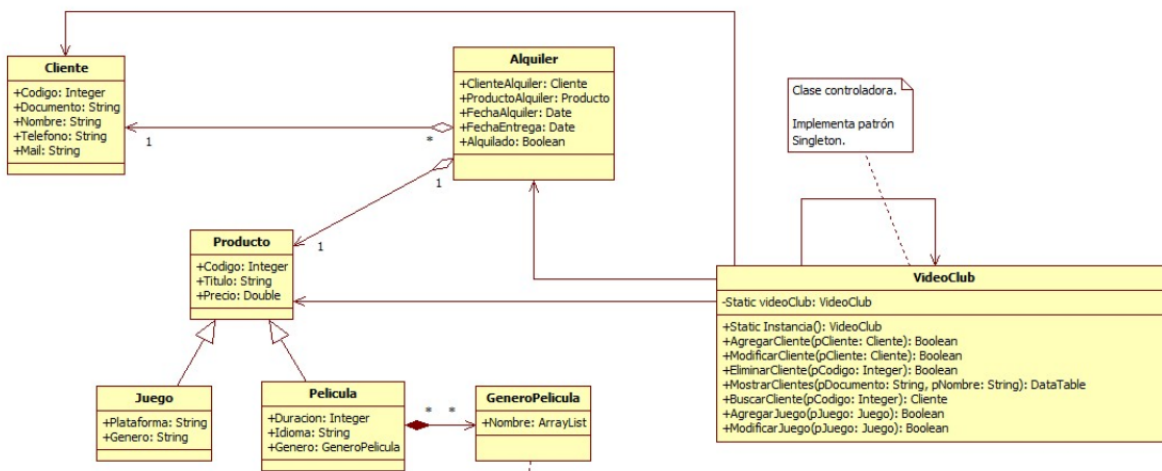 Cliente
+Codigo: Integer
+Documento: String
+Nombre: String
+Telefono: String
+Mail: String
Alquiler
+ClienteAlquiler: Cliente
+ProductoAlquiler: Producto
+FechaAlquiler: Date
+FechaEntrega: Date
+Alquilado: Boolean
Clase controladora.
Implementa patrón
Singleton.
1
*
1
1
Producto
+Codigo: Integer
+Titulo: String
+Precio: Double
VideoClub
-Static videoClub: VideoClub
+Static Instancia(): VideoClub
+AgregarCliente(pCliente: Cliente): Boolean
+ModificarCliente(pCliente: Cliente): Boolean
+EliminarCliente(pCodigo: Integer): Boolean
+MostrarClientes(pDocumento: String, pNombre: String): DataTable
+BuscarCliente(pCodigo: Integer): Cliente
+AgregarJuego(pJuego: Juego): Boolean
+ModificarJuego(pJuego: Juego): Boolean
Juego
+Plataforma: String
+Genero: String
Pelicula
+Duracion: Integer
+Idioma: String
+Genero: GeneroPelicula
* *
GeneroPelicula
+Nombre: ArrayList